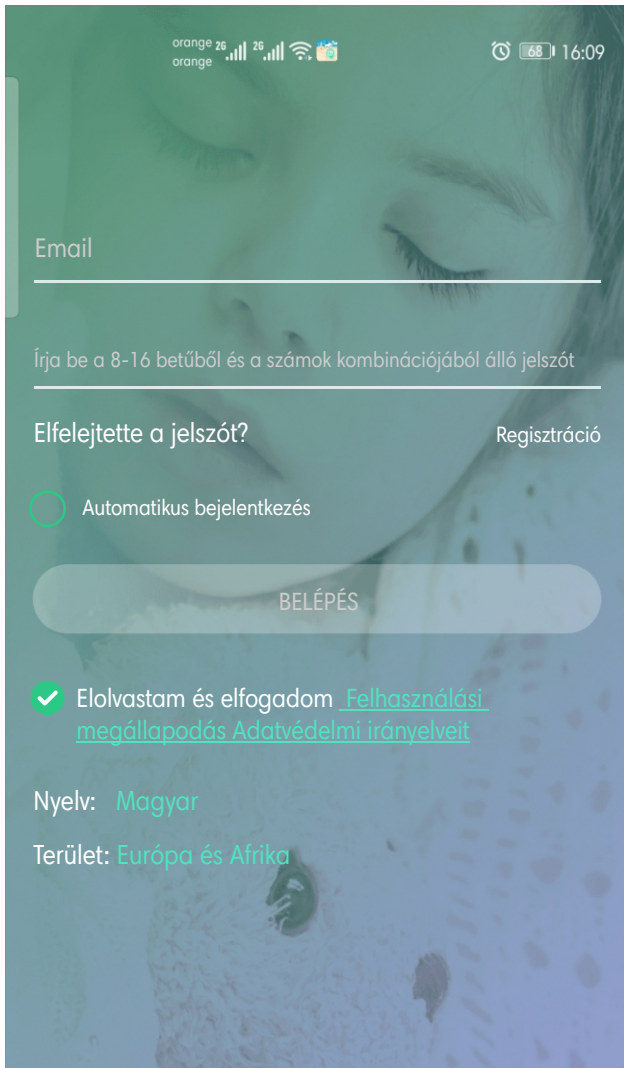 orange 2G 2G 68 16:09
orange
Email
Írja be a 8-16 betűből és a számok kombinációjából álló jelszót
Elfelejtette a jelszót? Regisztráció
Automatikus bejelentkezés
BELÉPÉS
Elolvastam és elfogadom Felhasználási
megállapodás Adatvédelmi irányelveit
Nyelv: Magyar
Terület: Európa és Afrika